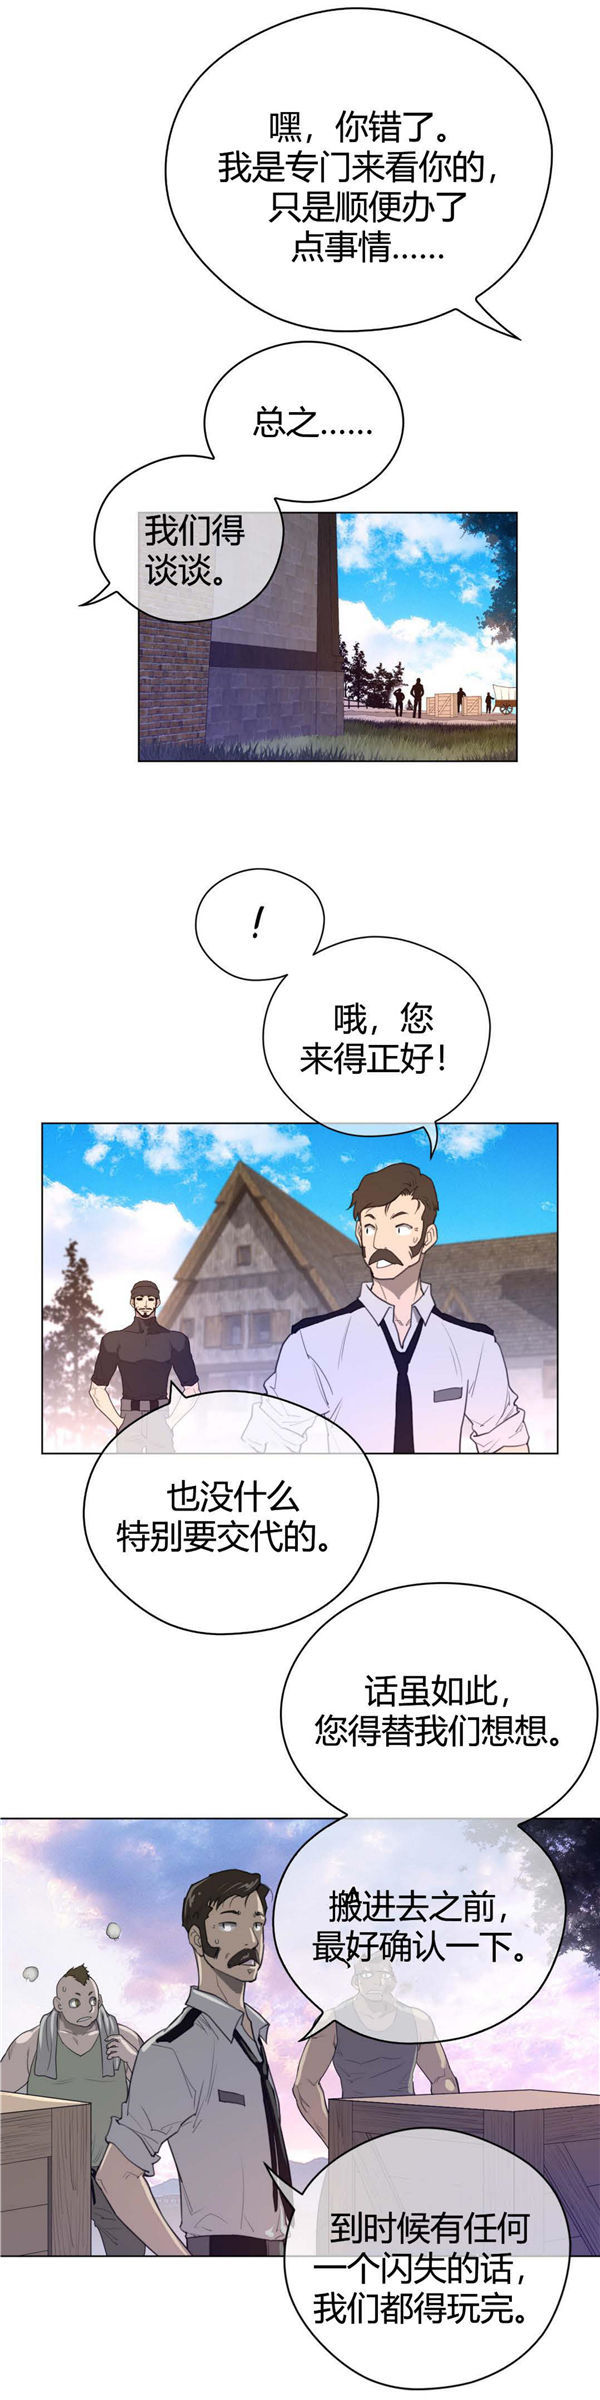 嘿，你错了。
我是专门来看你的，
只是顺便办了
点事情……
总之……
我们得
谈谈。
！
哦，您
来得正好！
也没什么
特别要交代的。
话虽如此，
您得替我们想想。
搬进去之前，
最好确认一下。
到时候有任何
一个闪失的话，
我们都得玩完。